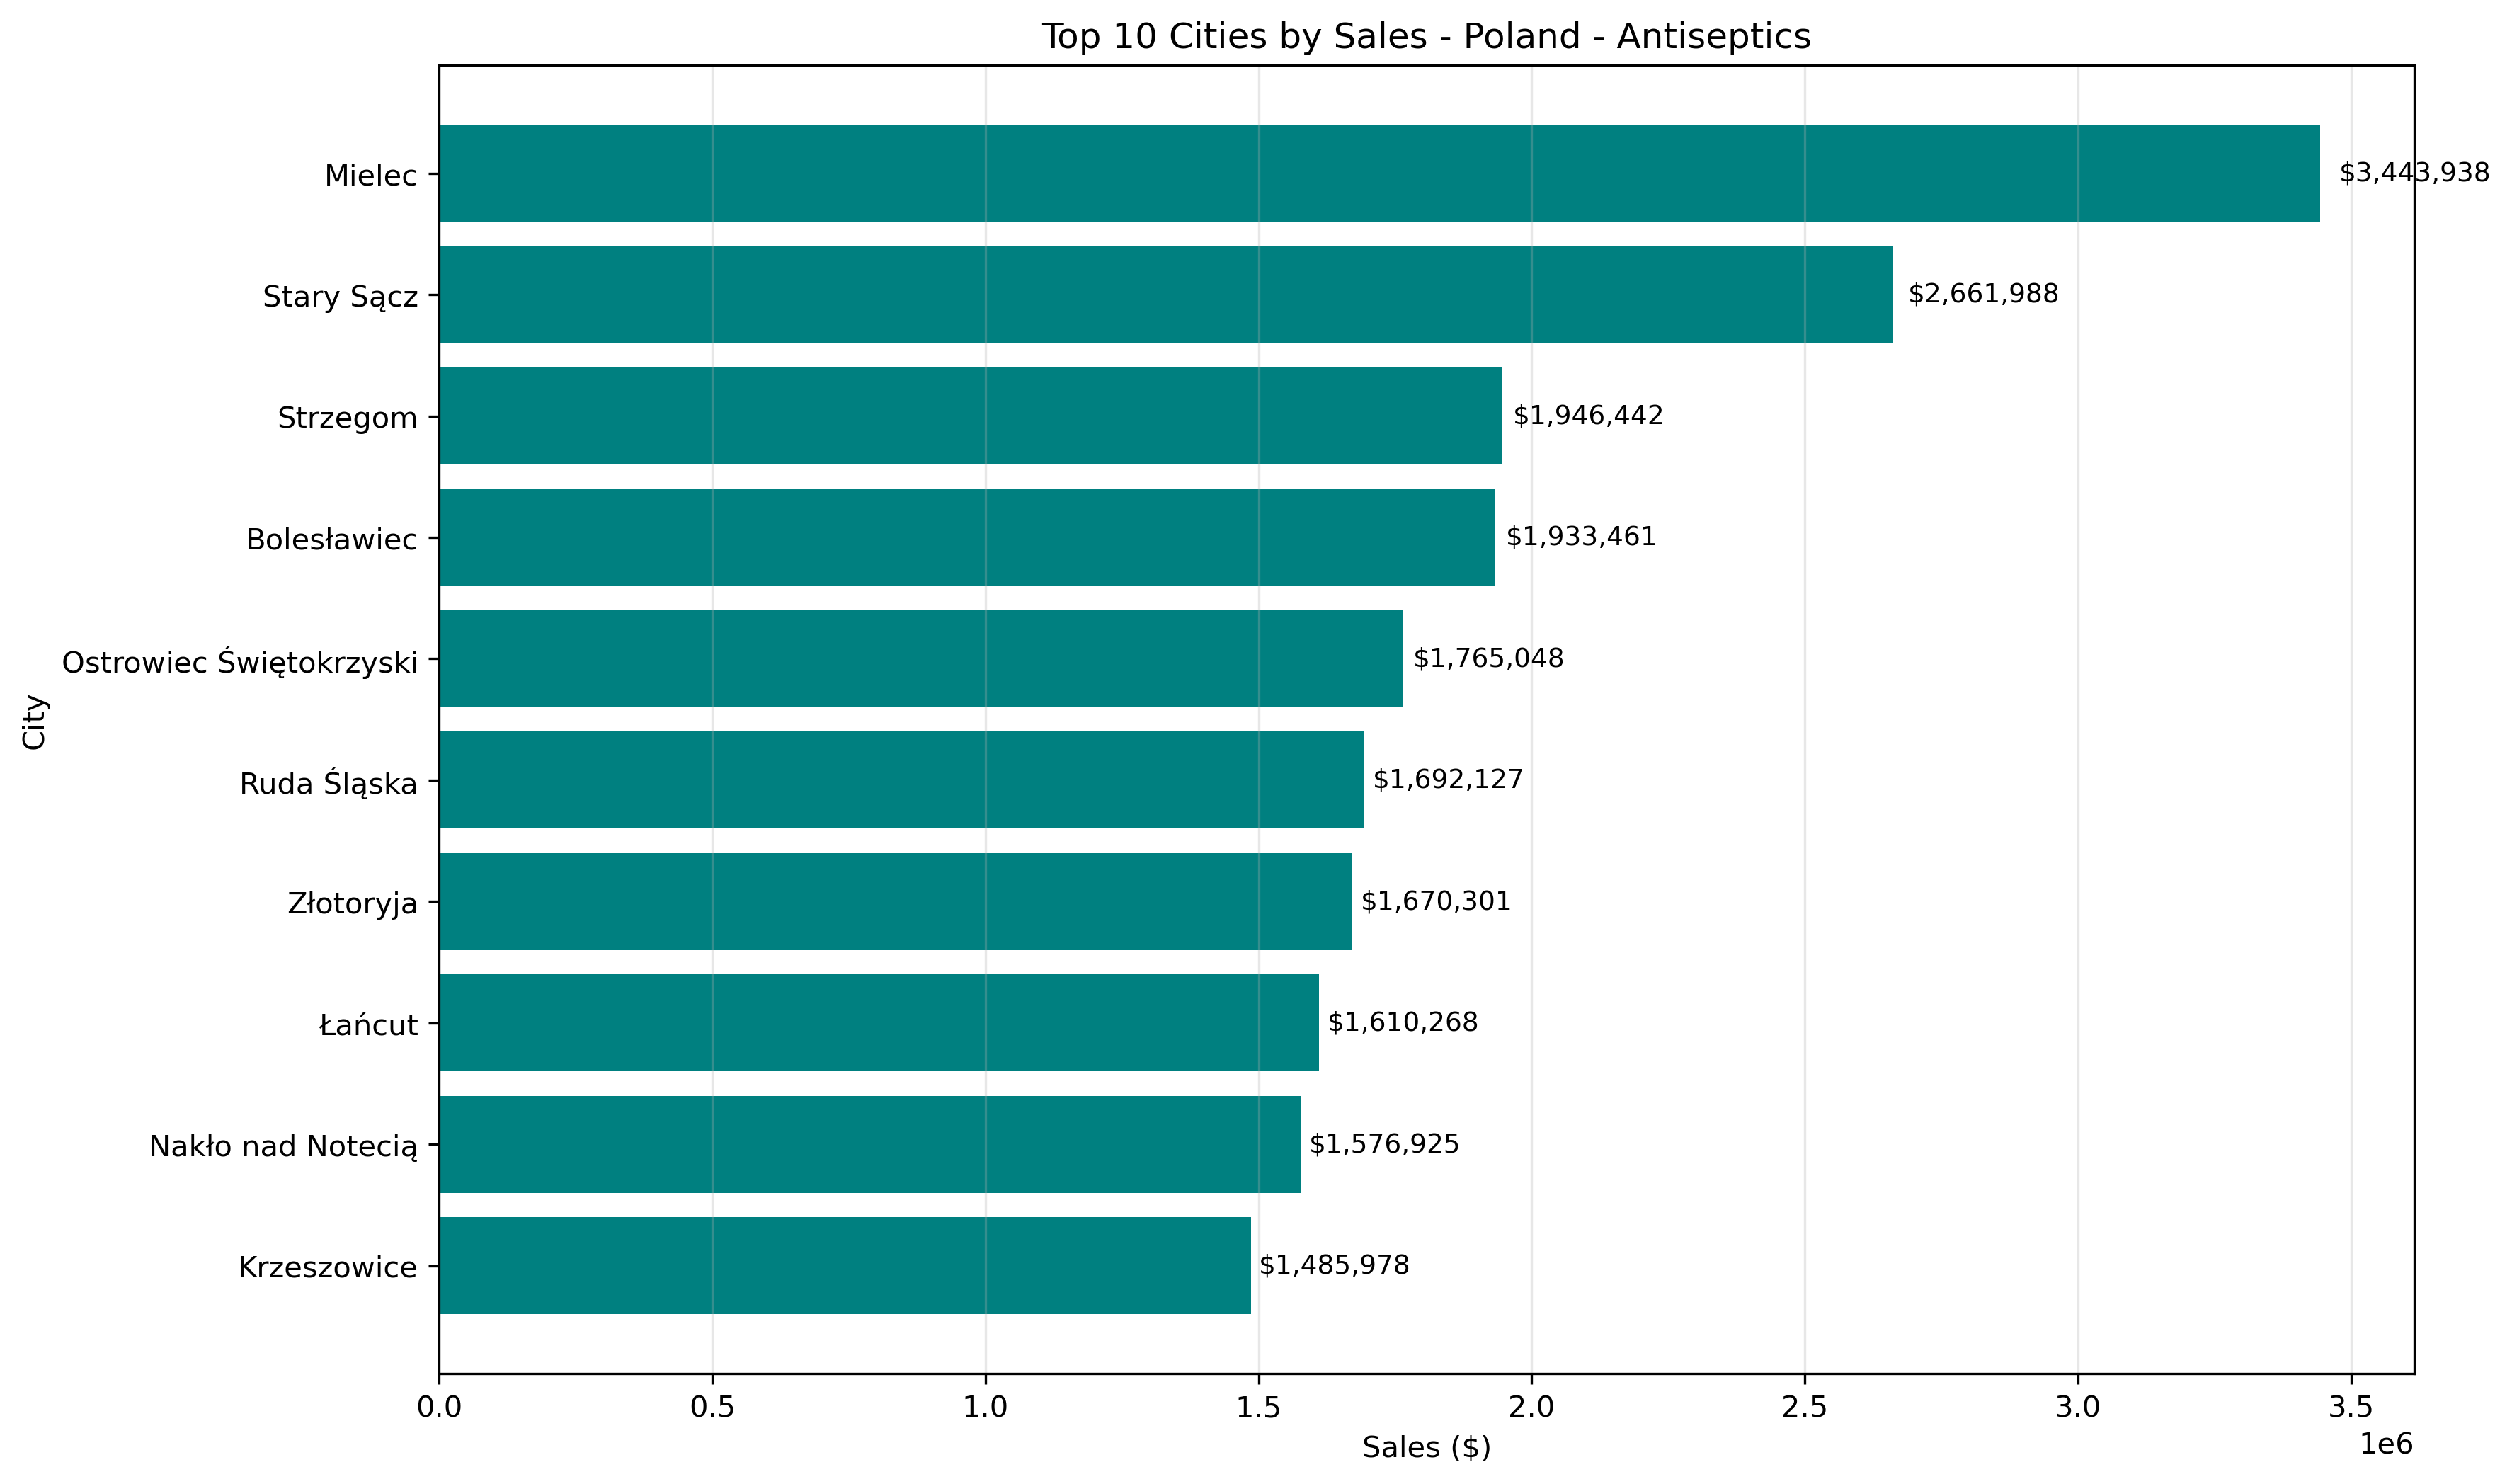 Top 10 Cities by Sales - Poland - Antiseptics
Mielec $3,443,938
Stary Sącz $2,661,988
Strzegom $1,946,442
Bolesławiec $1,933,461
Ostrowiec Świętokrzyski $1,765,048
Ruda Śląska $1,692,127
Złotoryja $1,670,301
Łańcut $1,610,268
Nakło nad Notecią $1,576,925
Krzeszowice $1,485,978
City
0.0 0.5 1.0 1.5 2.0 2.5 3.0 3.5
1e6
Sales ($)